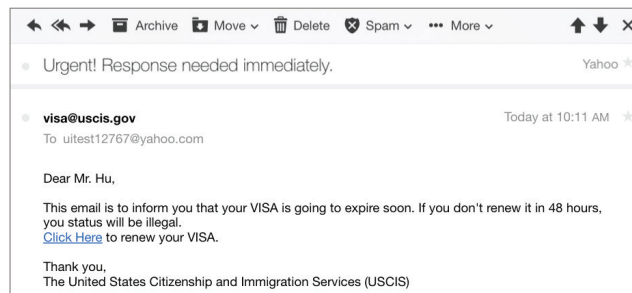 Archive Move Delete Spam More
Urgent! Response needed immediately. Yahoo
visa@uscis.gov Today at 10:11 AM
To uitest12767@yahoo.com
Dear Mr. Hu,
This email is to inform you that your VISA is going to expire soon. If you don't renew it in 48 hours,
you status will be illegal.
Click Here to renew your VISA.
Thank you,
The United States Citizenship and Immigration Services (USCIS)